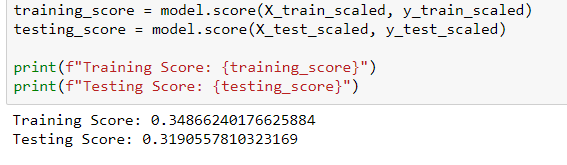 training_score = model.score(X_train_scaled, y_train_scaled)
testing_score = model.score(X_test_scaled, y_test_scaled)
print(f"Training Score: {training_score}")
print(f"Testing Score: {testing_score}")
Training Score: 0.34866240176625884
Testing Score: 0.3190557810323169